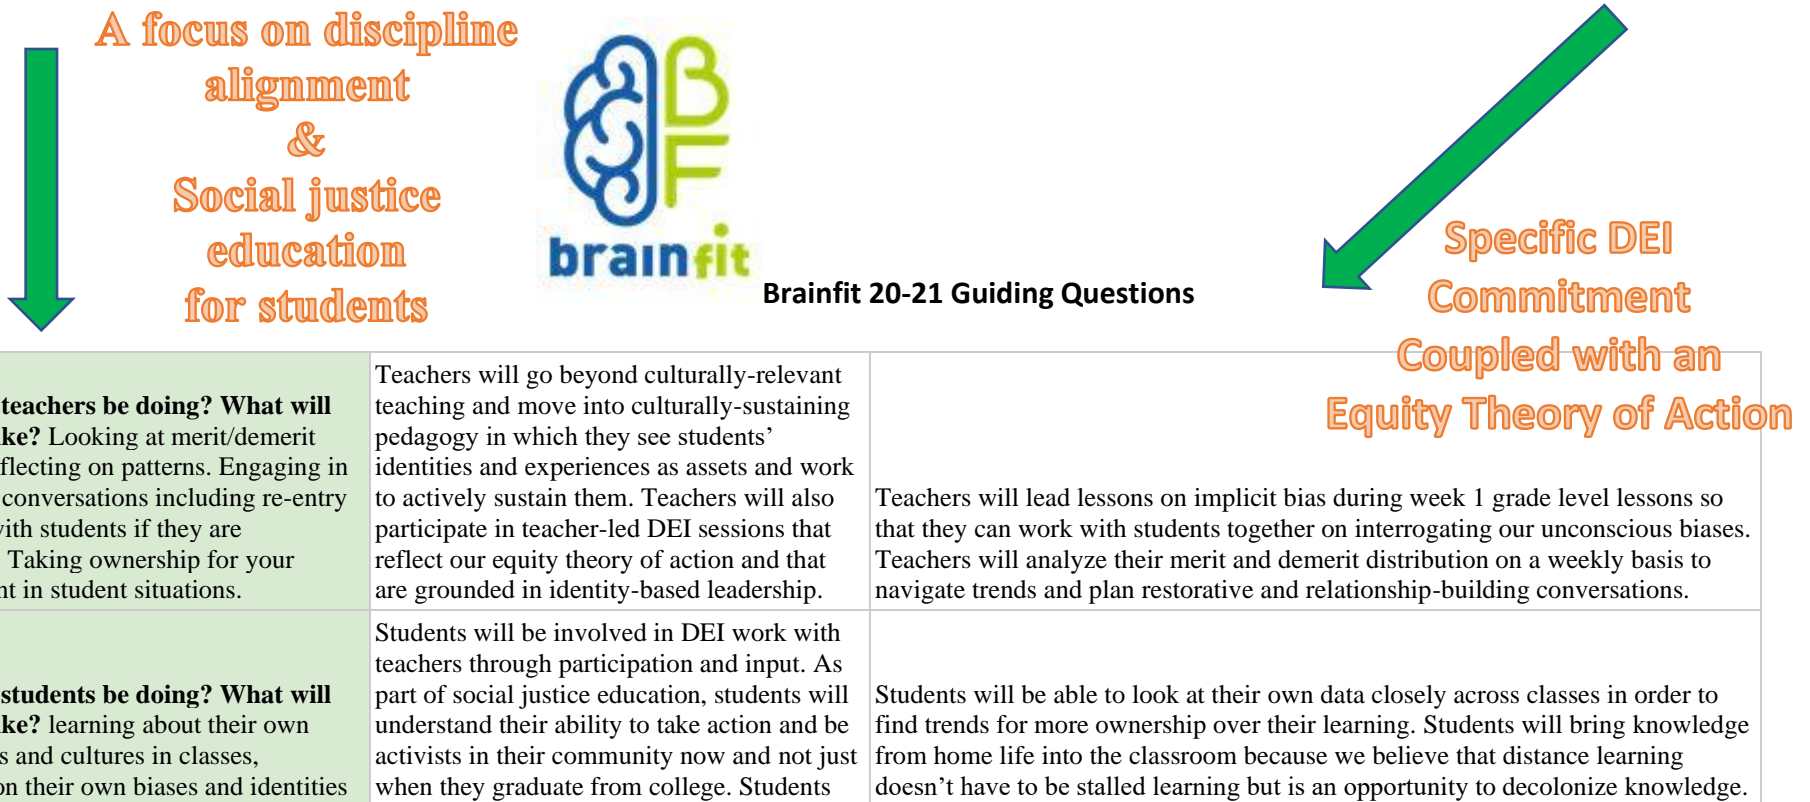 A focus on discipline
alignment
&
Social justice
education
for students
BF
brainfit
Brainfit 20-21 Guiding Questions
Specific DEI
Commitment
Coupled with an
Equity Theory of Action
teachers be doing? What will
ke? Looking at merit/demerit
flecting on patterns. Engaging in
conversations including re-entry
with students if they are
Taking ownership for your
nt in student situations.
Teachers will go beyond culturally-relevant
teaching and move into culturally-sustaining
pedagogy in which they see students’
identities and experiences as assets and work
to actively sustain them. Teachers will also
participate in teacher-led DEI sessions that
reflect our equity theory of action and that
are grounded in identity-based leadership.
Teachers will lead lessons on implicit bias during week 1 grade level lessons so
that they can work with students together on interrogating our unconscious biases.
Teachers will analyze their merit and demerit distribution on a weekly basis to
navigate trends and plan restorative and relationship-building conversations.
students be doing? What will
ke? learning about their own
s and cultures in classes,
on their own biases and identities
Students will be involved in DEI work with
teachers through participation and input. As
part of social justice education, students will
understand their ability to take action and be
activists in their community now and not just
when they graduate from college. Students
Students will be able to look at their own data closely across classes in order to
find trends for more ownership over their learning. Students will bring knowledge
from home life into the classroom because we believe that distance learning
doesn’t have to be stalled learning but is an opportunity to decolonize knowledge.